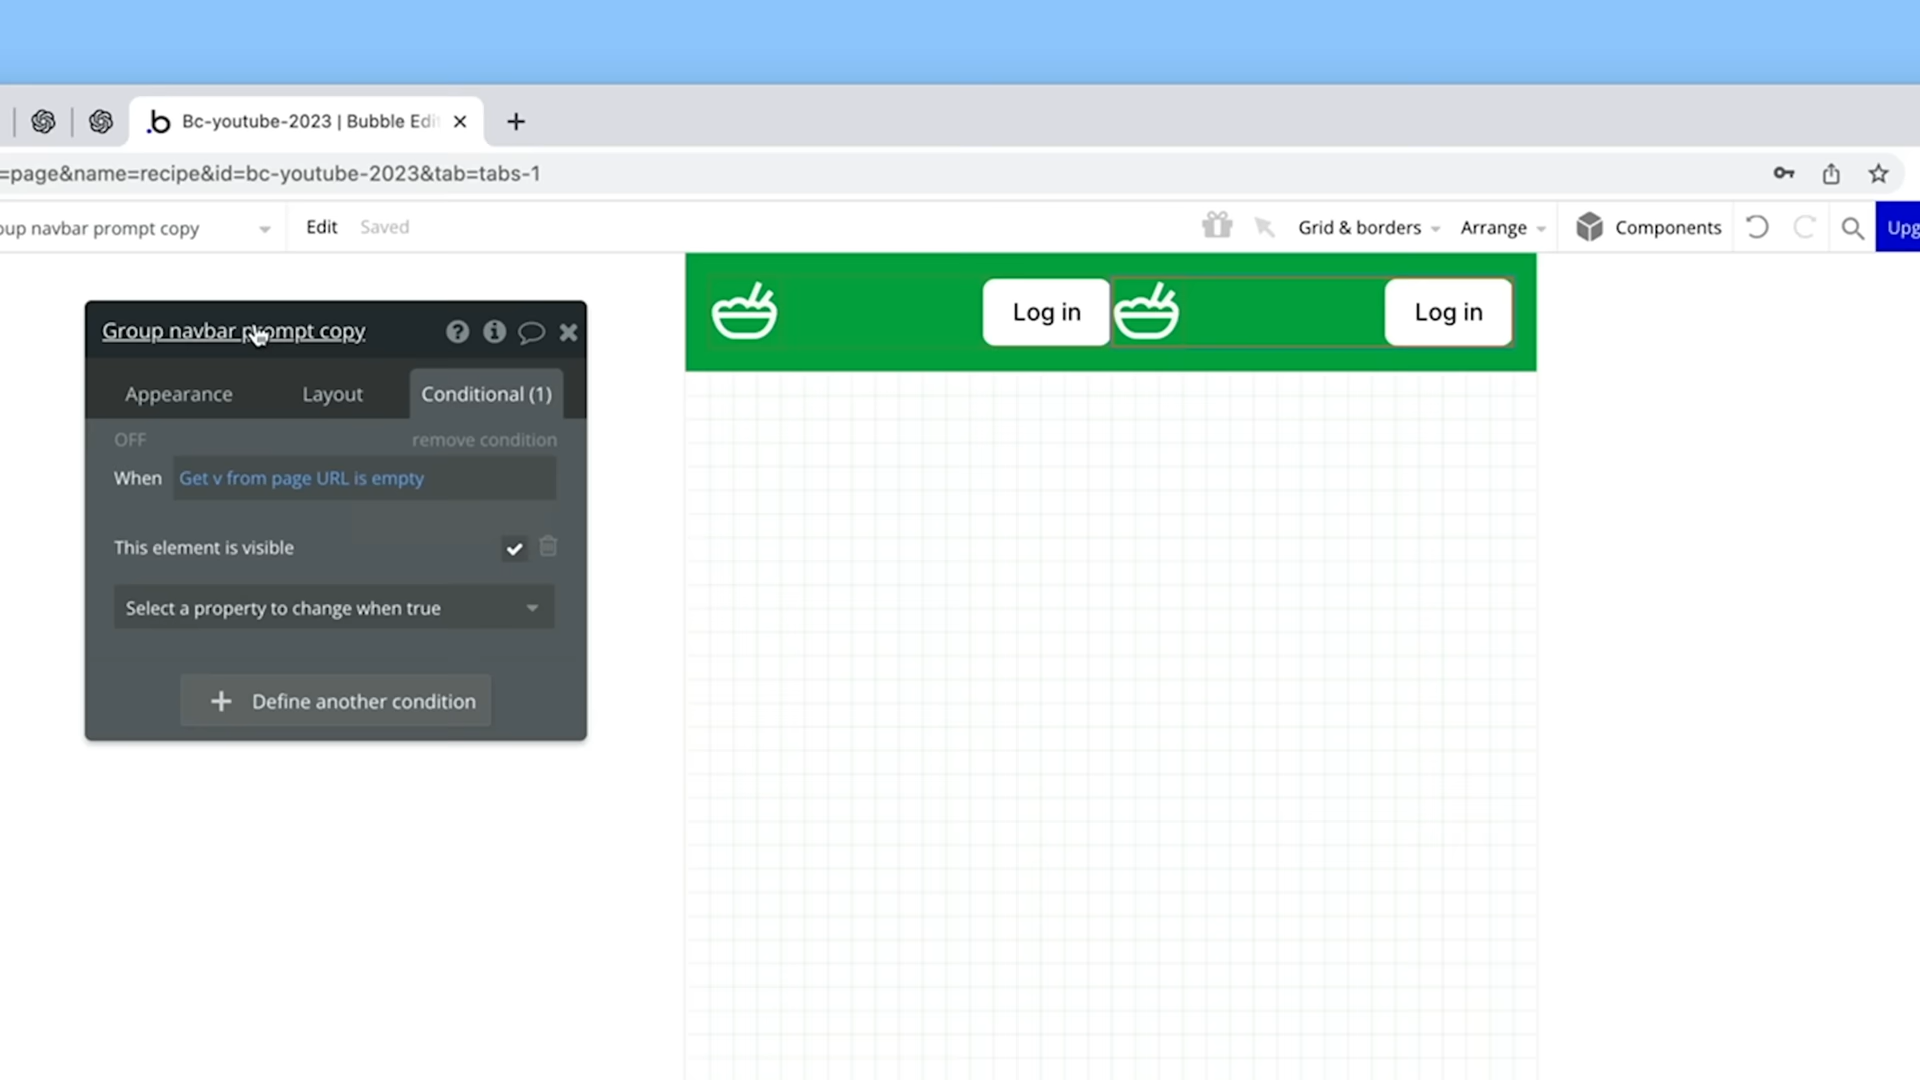 Bc-youtube-2023 | Bubble Edi
=page&name=recipe&id=bc-youtube-2023&tab=tabs-1
oup navbar prompt copy
Edit
Saved
Grid & borders
Arrange
Components
Upg
Group navbar prompt copy
Appearance
Layout
Conditional (1)
OFF
remove condition
When
Get v from page URL is empty
This element is visible
Select a property to change when true
+ Define another condition
Log in
Log in